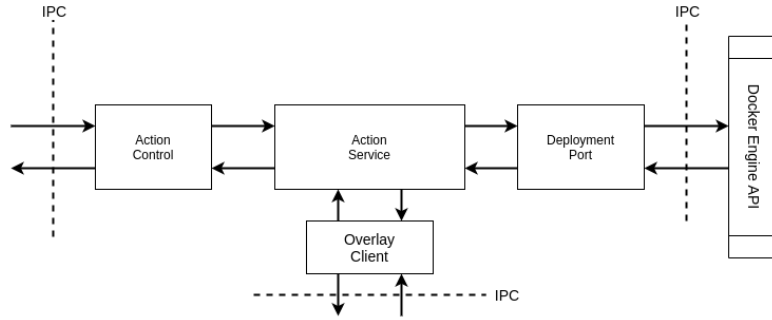 IPC
IPC
Action
Control
Action
Service
Deployment
Port
Docker Engine API
Overlay
Client
IPC